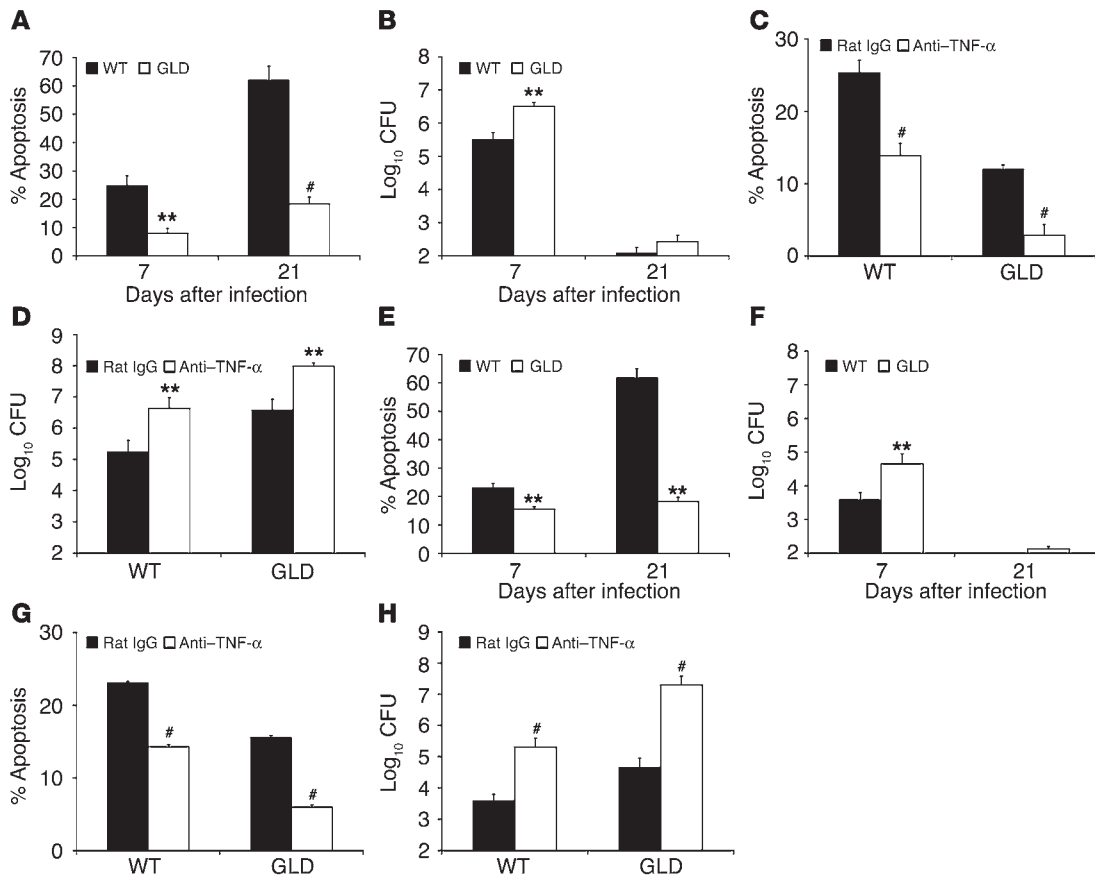 A
% Apoptosis
70
60
50
40
30
20
10
0
WT GLD
**
#
7 21
Days after infection
B
Log10 CFU
8
7
6
5
4
3
2
WT GLD
**
7 21
Days after infection
C
% Apoptosis
30
20
10
0
Rat IgG Anti–TNF-α
#
#
WT GLD
D
Log10 CFU
9
8
7
6
5
4
3
2
Rat IgG Anti–TNF-α
**
**
WT GLD
E
% Apoptosis
70
60
50
40
30
20
10
0
WT GLD
**
**
7 21
Days after infection
F
Log10 CFU
8
7
6
5
4
3
2
WT GLD
**
7 21
Days after infection
G
% Apoptosis
30
20
10
0
Rat IgG Anti–TNF-α
#
#
WT GLD
H
Log10 CFU
9
8
7
6
5
4
3
2
Rat IgG Anti–TNF-α
#
#
WT GLD